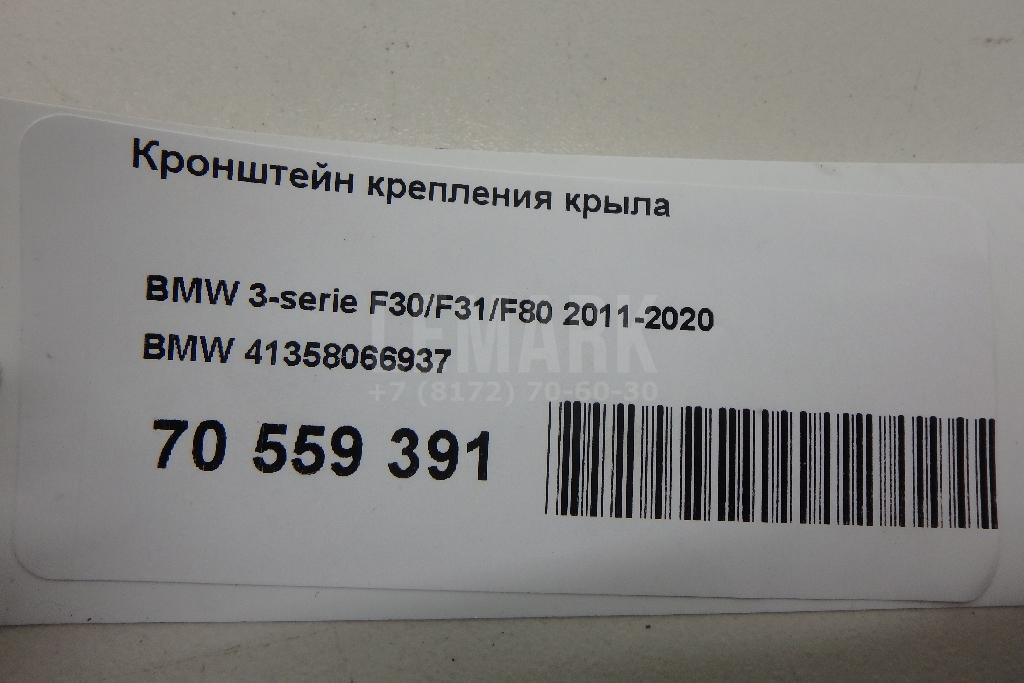 Кронштейн крепления крыла
BMW 3-serie F30/F31/F80 2011-2020
LEMARK
BMW 41358066937
+7 (8172) 70-60-30
70 559 391